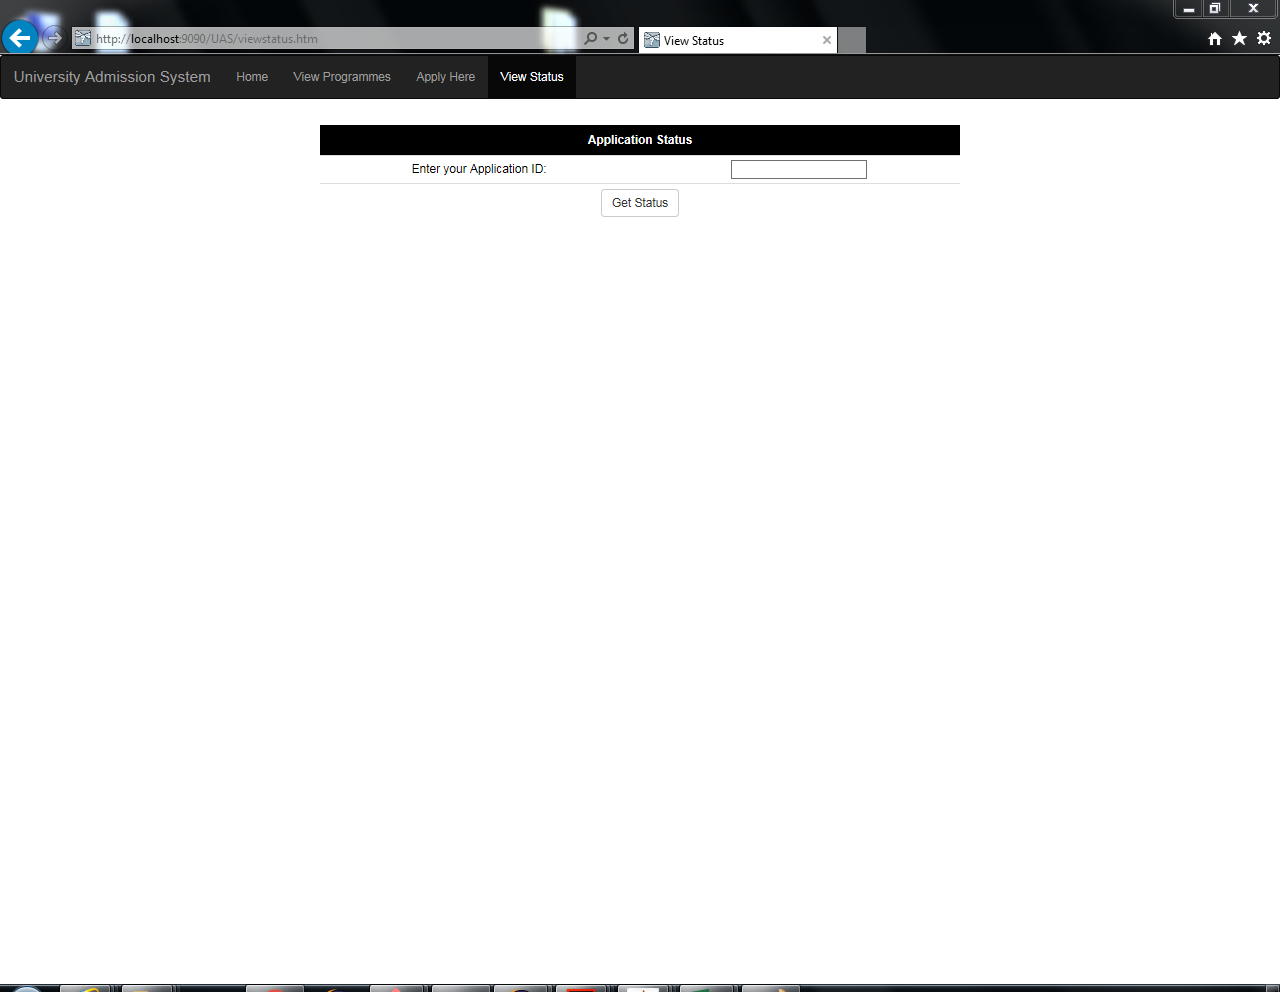 http://localhost:9090/UAS/viewstatus.htm
View Status
University Admission System Home View Programmes Apply Here View Status
Application Status
Enter your Application ID:
Get Status